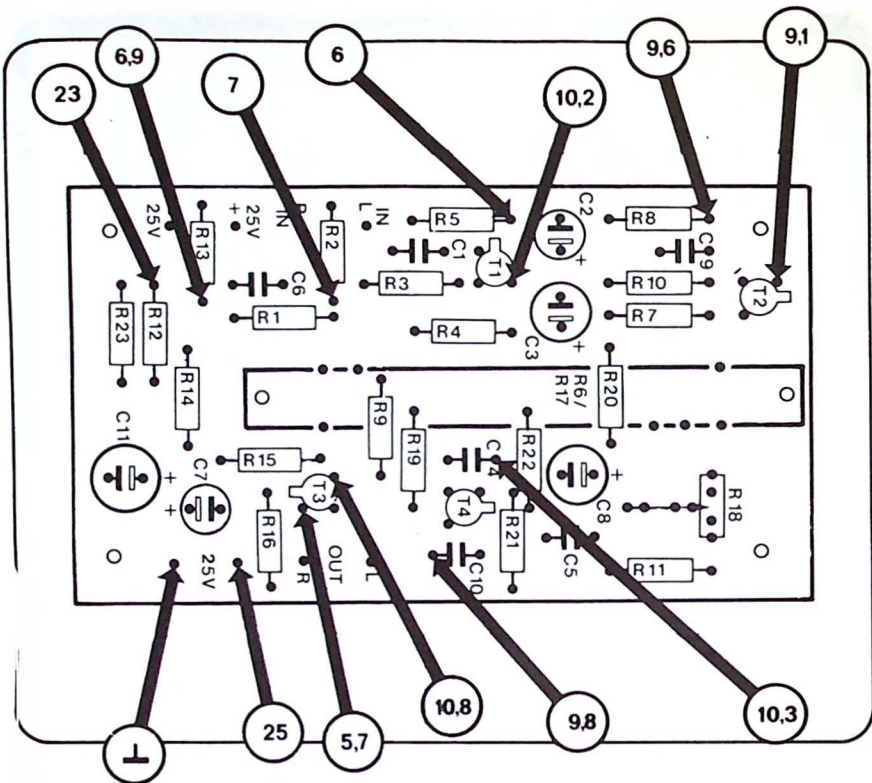 6,9
6
9,6
9,1
23
7
10,2
25V
+
25V
R
IN
L
IN
R13
R2
R5
C2
+
R8
C1
T1
C9
C6
R3
R10
T2
R23
R12
R1
R7
R4
C3
+
R14
R6/
R17
R20
R9
C11
+
R19
C4
R22
R15
C7
+
T3
T4
C8
+
R18
R16
R21
25V
OUT
R
L
C10
C5
R11
25
5,7
10,8
9,8
10,3